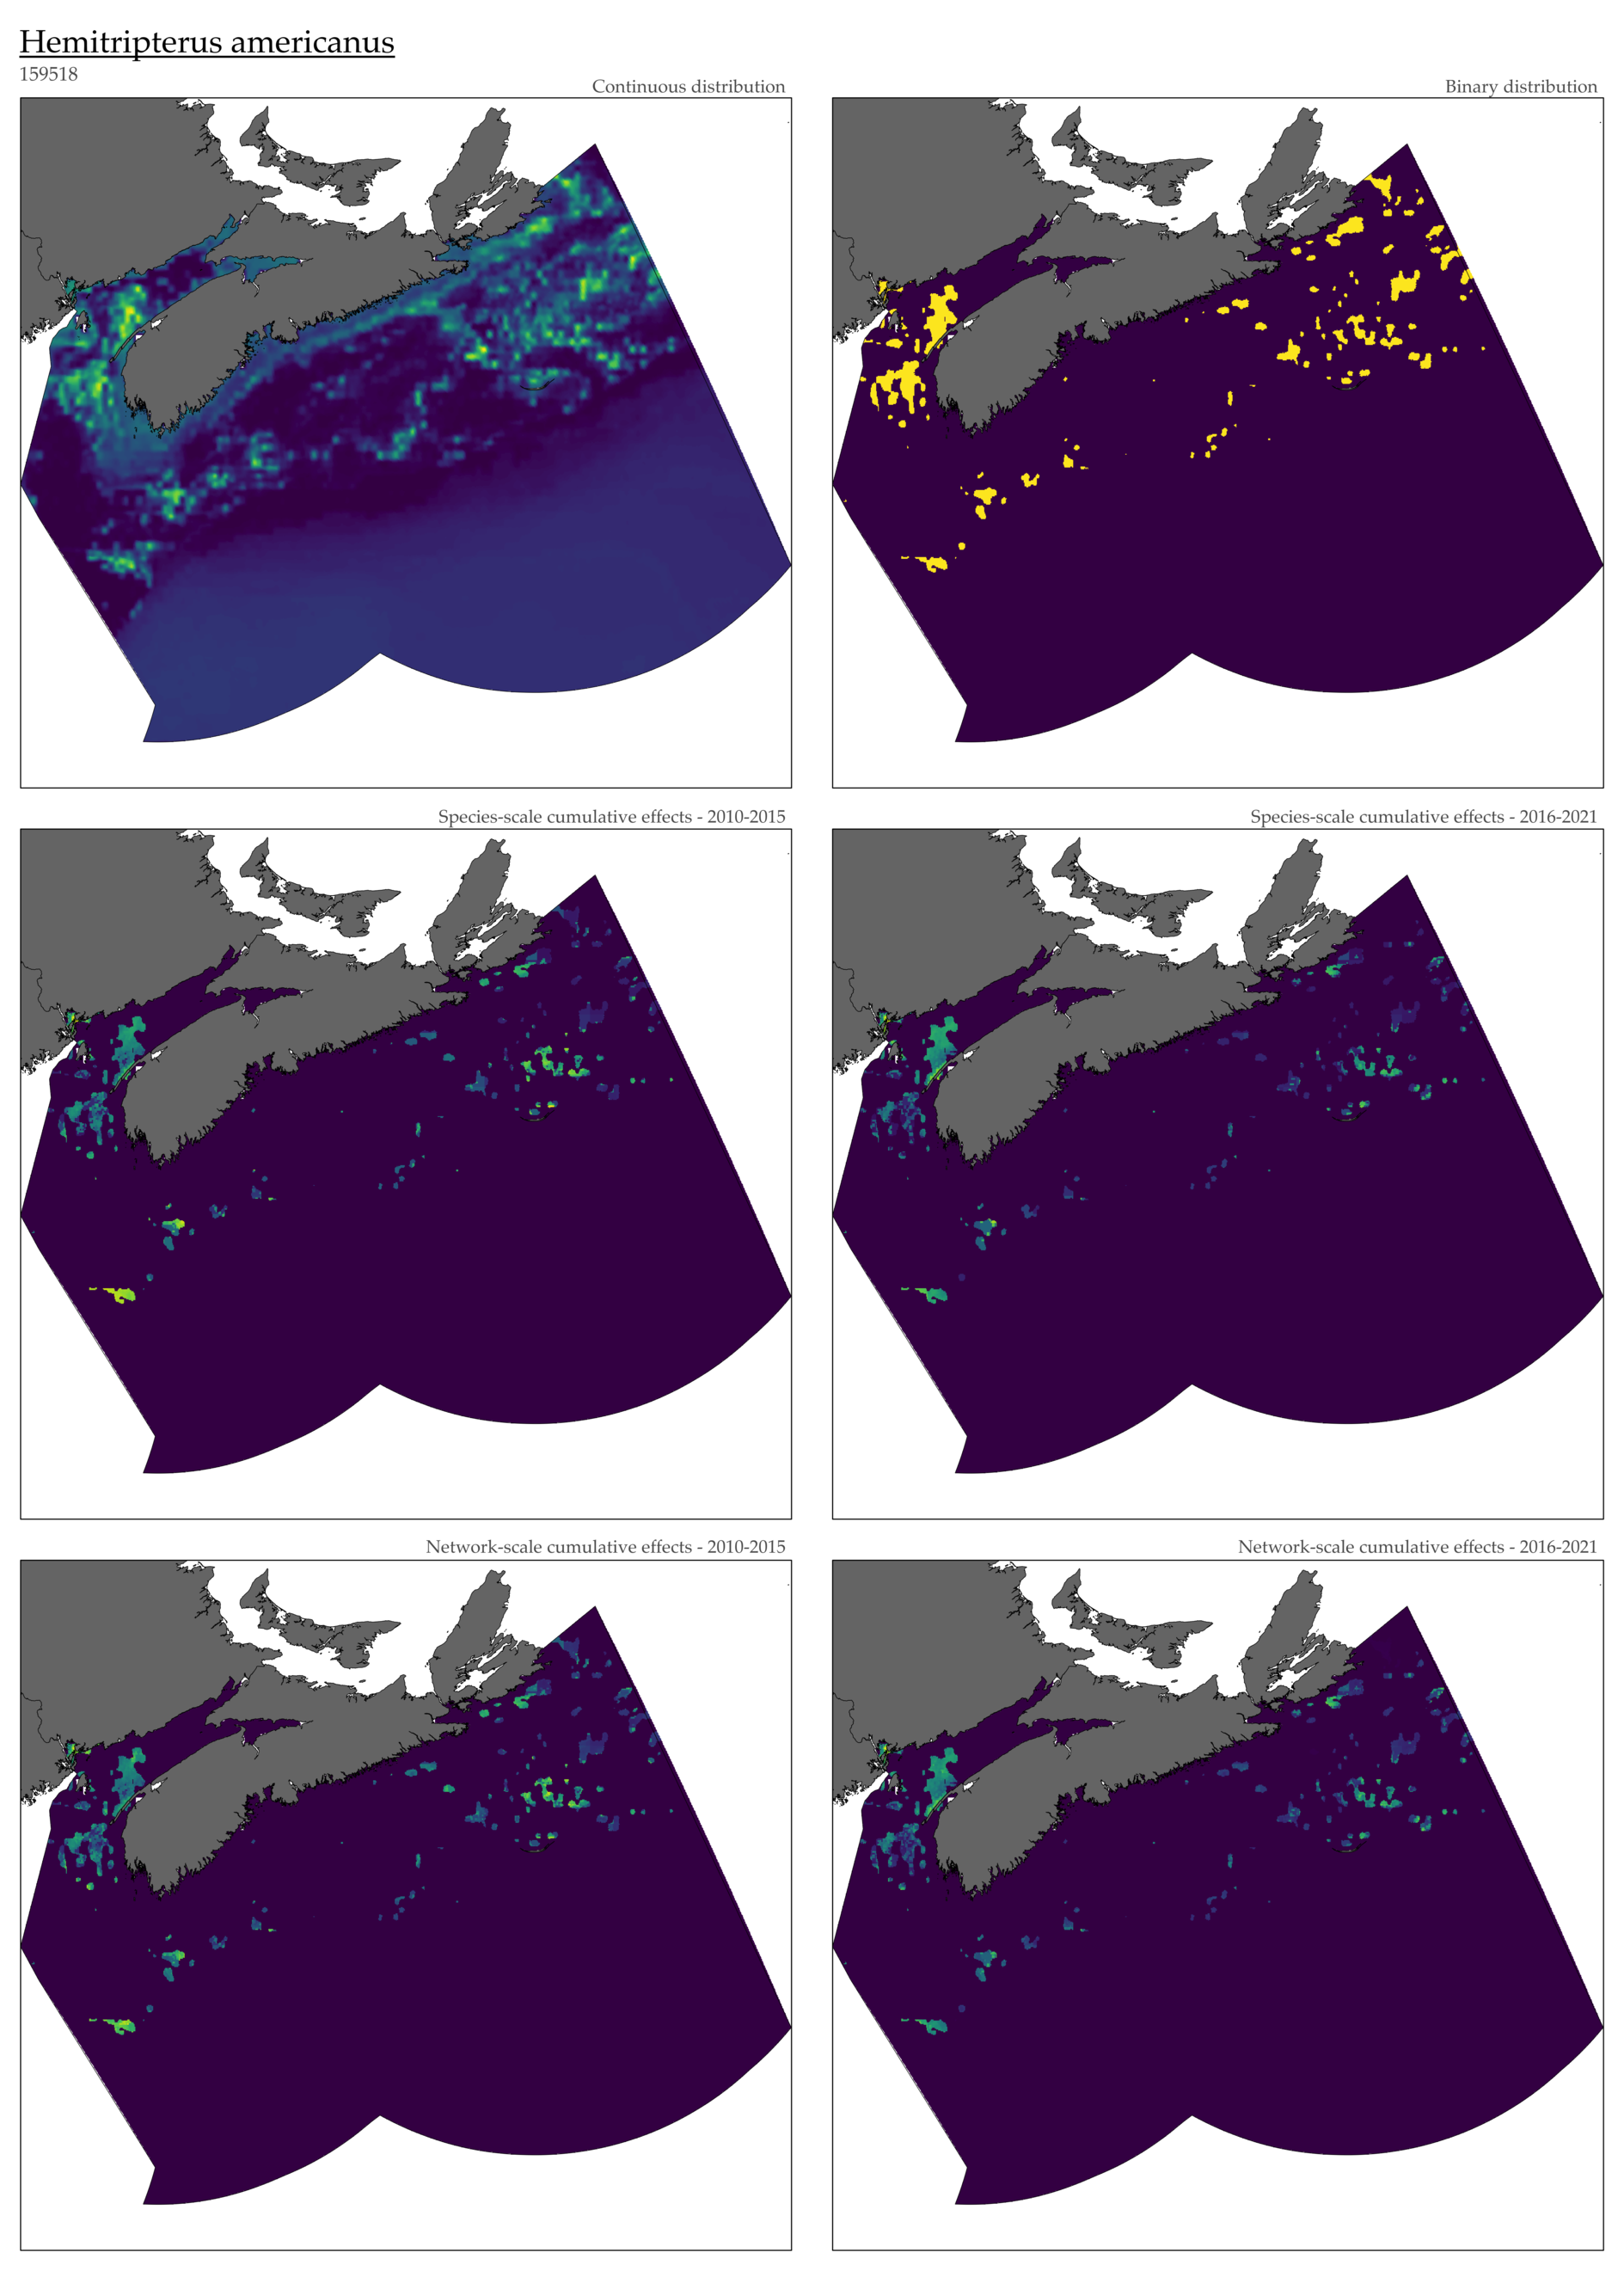 Hemitripterus americanus
159518
Continuous distribution
Binary distribution
Species-scale cumulative effects - 2010-2015
Species-scale cumulative effects - 2016-2021
Network-scale cumulative effects - 2010-2015
Network-scale cumulative effects - 2016-2021